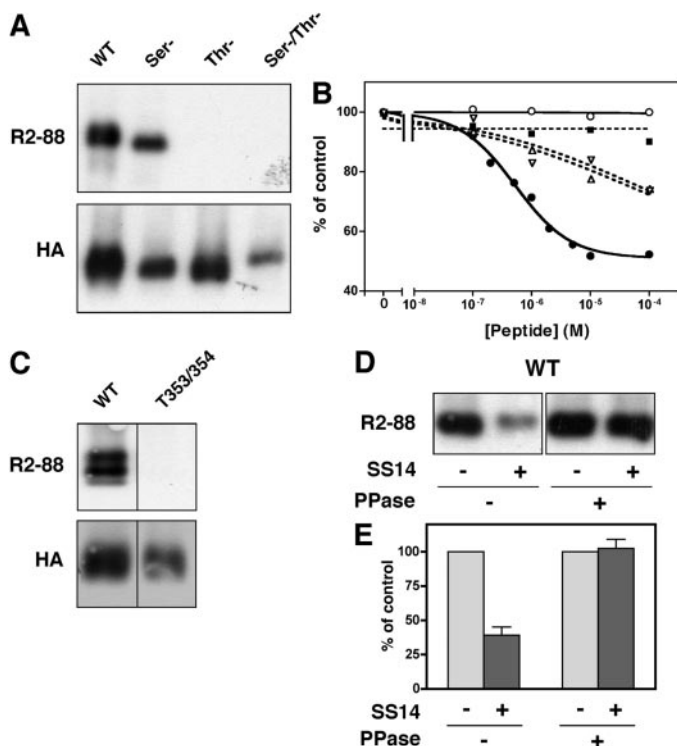 A
WT Ser- Thr- Ser-/Thr-
R2-88
HA
B
% of control
100
80
60
40
0 10⁻⁸ 10⁻⁷ 10⁻⁶ 10⁻⁵ 10⁻⁴
[Peptide] (M)
C
WT T353/354
R2-88
HA
D
WT
R2-88
SS14 - + - +
PPase - +
E
% of control
100
75
50
25
0
SS14 - + - +
PPase - +